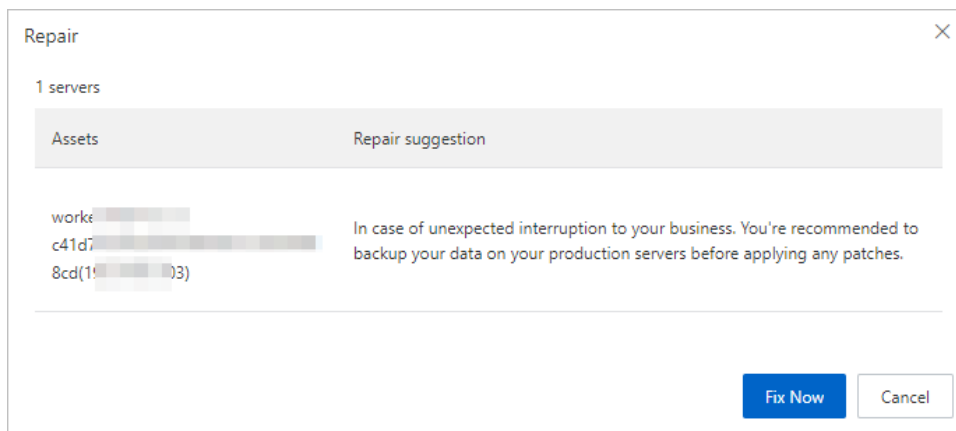 Repair
1 servers
Assets
Repair suggestion
worke
c41d7
8cd(19 03)
In case of unexpected interruption to your business. You're recommended to
backup your data on your production servers before applying any patches.
Fix Now
Cancel